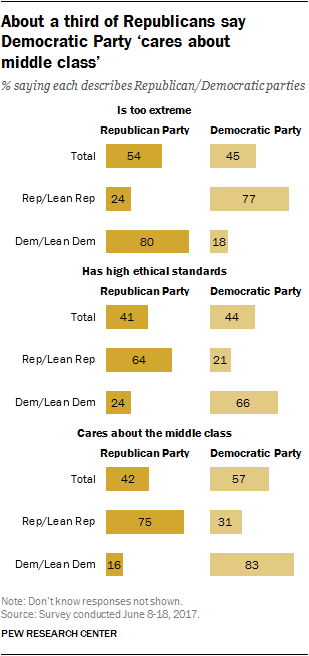 About a third of Republicans say
Democratic Party ‘cares about
middle class’
% saying each describes Republican/Democratic parties
Is too extreme
Republican Party Democratic Party
Total 54 45
Rep/Lean Rep 24 77
Dem/Lean Dem 80 18
Has high ethical standards
Republican Party Democratic Party
Total 41 44
Rep/Lean Rep 64 21
Dem/Lean Dem 24 66
Cares about the middle class
Republican Party Democratic Party
Total 42 57
Rep/Lean Rep 75 31
Dem/Lean Dem 16 83
Note: Don’t know responses not shown.
Source: Survey conducted June 8-18, 2017.
PEW RESEARCH CENTER